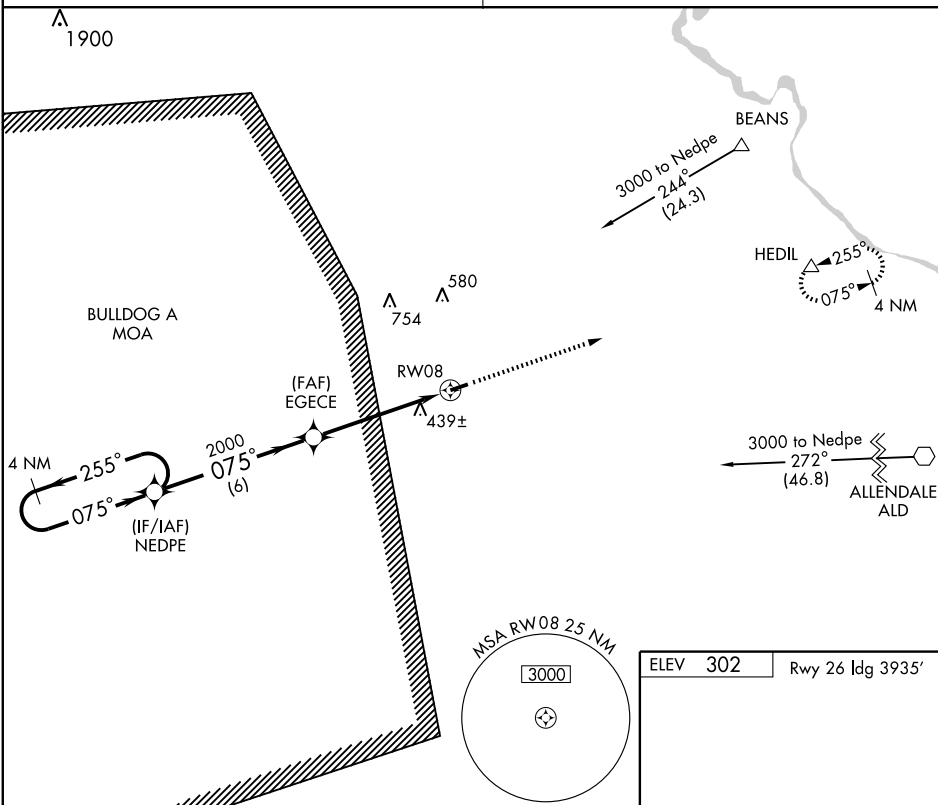 1900
BEANS
3000 to Nedpe
244°
(24.3)
HEDIL
255°
075°
4 NM
BULLDOG A
MOA
580
754
RW08
(FAF)
EGECE
439±
2000
075°
(6)
4 NM
255°
075°
(IF/IAF)
NEDPE
3000 to Nedpe
272°
(46.8)
ALLENDALE
ALD
MSA RW08 25 NM
3000
ELEV 302
Rwy 26 ldg 3935'